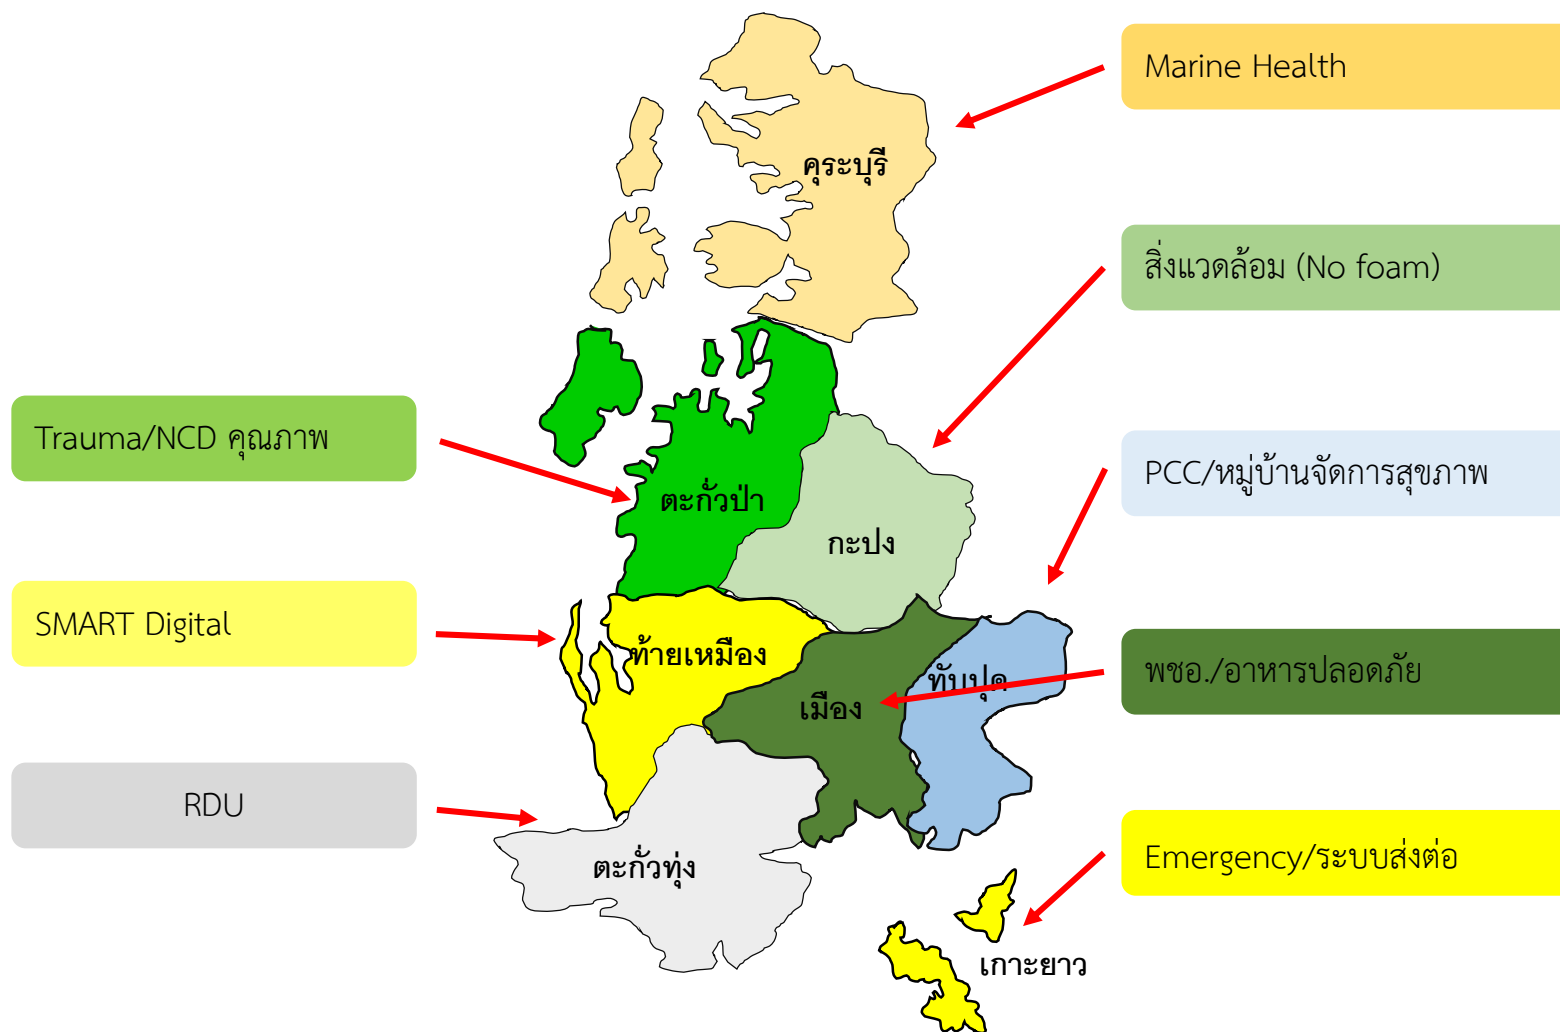 Marine Health
คุระบุรี
สิ่งแวดล้อม (No foam)
Trauma/NCD คุณภาพ
PCC/หมู่บ้านจัดการสุขภาพ
ตะกั่วป่า
กะปง
SMART Digital
ท้ายเหมือง
ทับปุด
พชอ./อาหารปลอดภัย
เมือง
RDU
ตะกั่วทุ่ง
Emergency/ระบบส่งต่อ
เกาะยาว